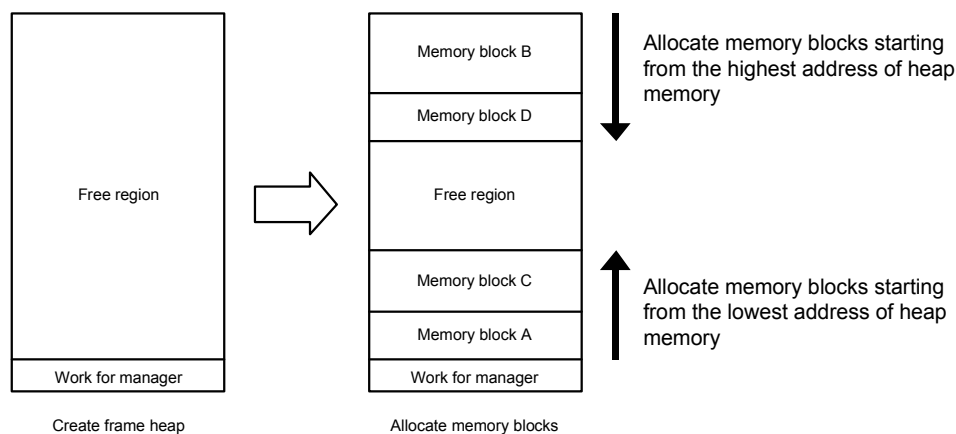 Free region
Work for manager
Create frame heap
Memory block B
Memory block D
Free region
Memory block C
Memory block A
Work for manager
Allocate memory blocks
Allocate memory blocks starting
from the highest address of heap
memory
Allocate memory blocks starting
from the lowest address of heap
memory